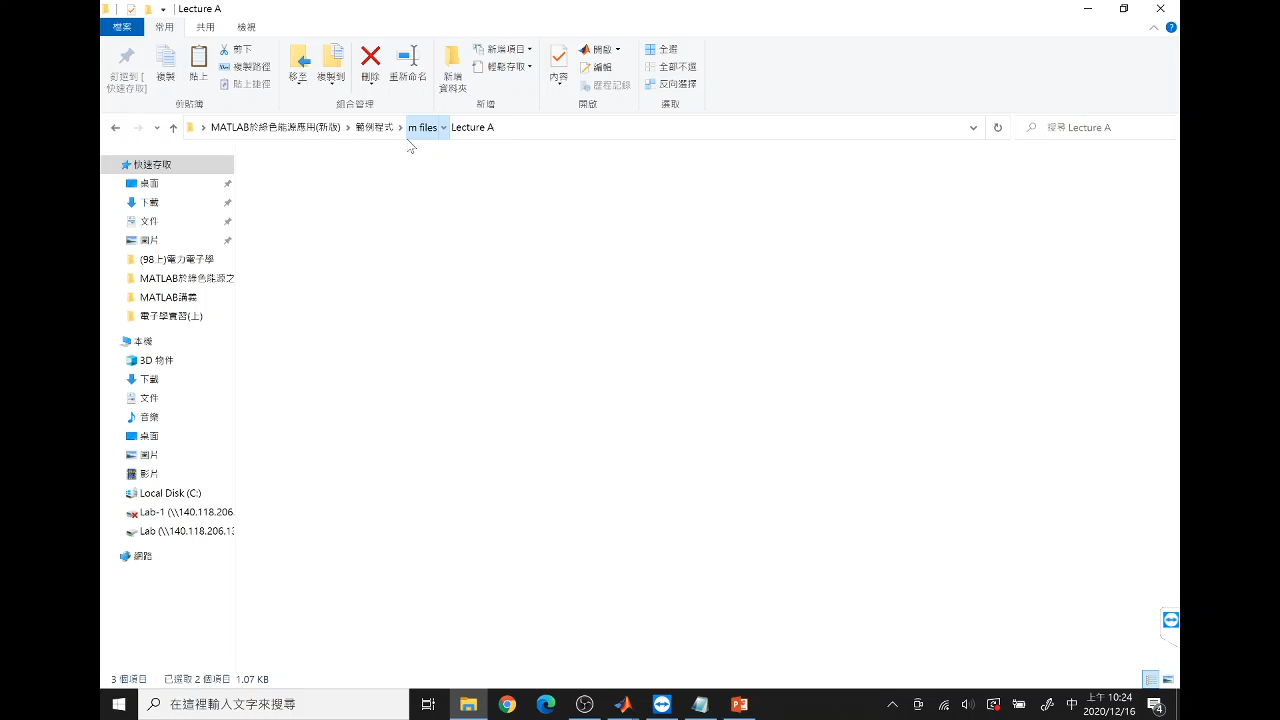 Lecture A
檔案
常用
共用
檢視
釘選到 [
快速存取]
複製
貼上
剪下
複製路徑
貼上捷徑
剪貼簿
移至
複製到
刪除
重新命名
組合管理
新增
資料夾
新增項目
輕鬆存取
新增
內容
開啟
編輯
歷程記錄
開啟
全選
全部不選
反向選擇
選取
MATLAB於綠色能源應用(新版)
範例程式
m files
Lecture A
搜尋 Lecture A
快速存取
桌面
下載
文件
圖片
(98上)電力電子學
MATLAB於綠色能源之
MATLAB講義
電子學實習(上)
本機
3D 物件
下載
文件
音樂
桌面
圖片
影片
Local Disk (C:)
Lab-1 (\\140.118.206.
Lab (\\140.118.206.13
網路
3 個項目
已選取 2 個項目
1.07 KB
在這裡輸入文字來搜尋
中
上午 10:24
2020/12/16
4